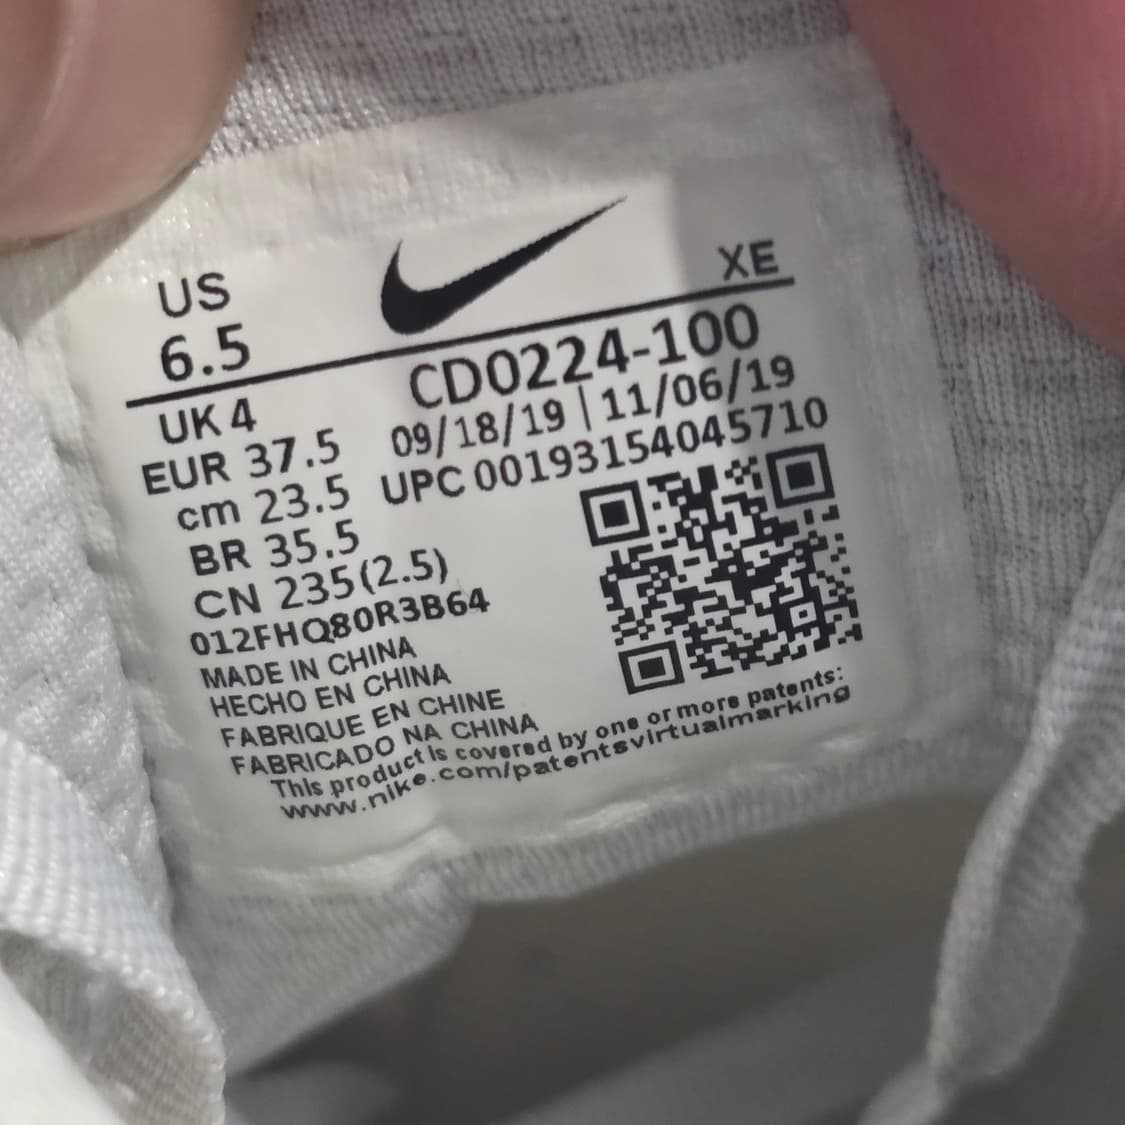 US
6.5
XE
UK 4
CD0224-100
EUR 37.5
09/18/19 | 11/06/19
cm 23.5
UPC 00193154045710
BR 35.5
CN 235(2.5)
012FHQ80R3B64
MADE IN CHINA
HECHO EN CHINA
FABRIQUE EN CHINE
FABRICADO NA CHINA
This product is covered by one or more patents:
www.nike.com/patentsvirtualmarking